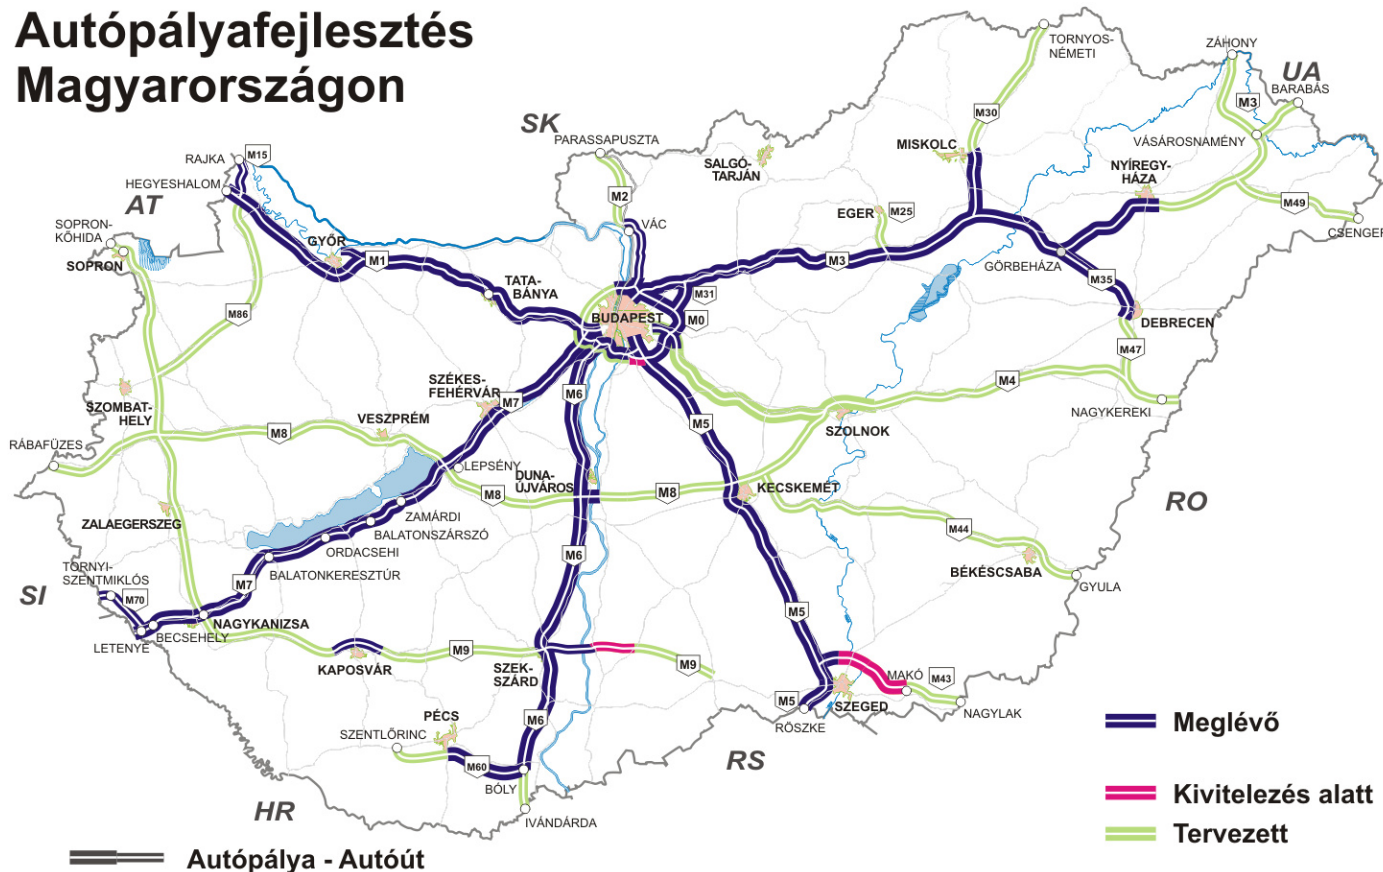 Autópályafejlesztés
Magyarországon
TORNYOS-
NÉMETI
ZÁHONY
UA
BARABÁS
M3
SK
PARASSAPUSZTA
M30
VÁSÁROSNAMÉNY
RAJKA
M15
SALGÓ-
TARJÁN
MISKOLC
NYÍREGY-
HÁZA
HEGYESHALOM
AT
M2
EGER
M25
M49
CSENGER
SOPRON-
KŐHIDA
SOPRON
GYŐR
M1
VÁC
M3
GÖRBEHÁZA
TATA-
BÁNYA
M31
M35
M86
BUDAPEST
M0
DEBRECEN
M47
SZÉKES-
FEHÉRVÁR
M7
M6
M4
SZOMBAT-
HELY
VESZPRÉM
M5
NAGYKEREKI
SZOLNOK
RÁBAFÜZES
M8
LEPSÉNY
DUNA-
ÚJVÁROS
M8
M8
KECSKEMET
RO
ZALAEGERSZEG
ZAMÁRDI
BALATONSZÁRSZÓ
ORDACSEHI
BALATONKERESZTÚR
M44
M6
BÉKÉSCSABA
GYULA
TORNYI-
SZENTMIKLÓS
SI
M70
M7
M5
NAGYKANIZSA
BECSEHELY
LETENYE
KAPOSVÁR
M9
SZEK-
SZÁRD
M9
MAKÓ
M43
M5
SZEGED
NAGYLAK
RÖSZKE
PÉCS
M6
SZENTLŐRINC
M60
BÓLY
RS
HR
IVÁNDÁRDA
Meglévő
Kivitelezés alatt
Tervezett
Autópálya - Autóút